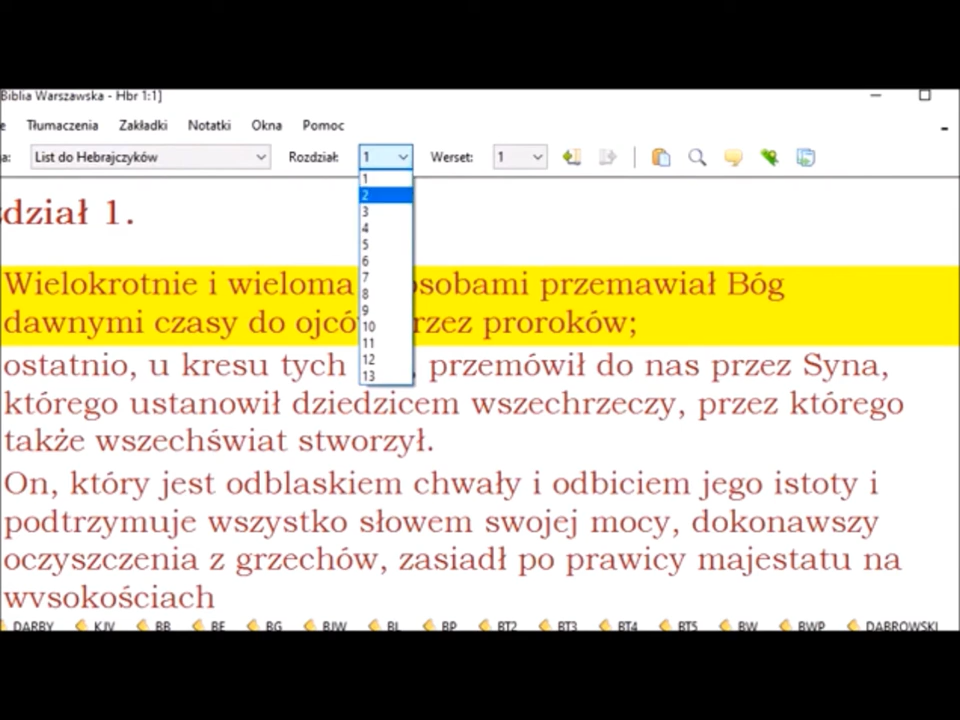 Biblia Warszawska - Hbr 1:1]
Tłumaczenia Zakładki Notatki Okna Pomoc
a: List do Hebrajczyków Rozdział: 1 Werset: 1
1
2
3
4
5
6
7
8
9
10
11
12
13
dział 1.
Wielokrotnie i wieloma osobami przemawiał Bóg
dawnymi czasy do ojcó rzez proroków;
ostatnio, u kresu tych przemówił do nas przez Syna,
którego ustanowił dziedzicem wszechrzeczy, przez którego
także wszechświat stworzył.
On, który jest odblaskiem chwały i odbiciem jego istoty i
podtrzymuje wszystko słowem swojej mocy, dokonawszy
oczyszczenia z grzechów, zasiadł po prawicy majestatu na
wysokościach
DARBY KJV BB BE BG BJW BL BP BT2 BT3 BT4 BT5 BW BWP DABROWSKI